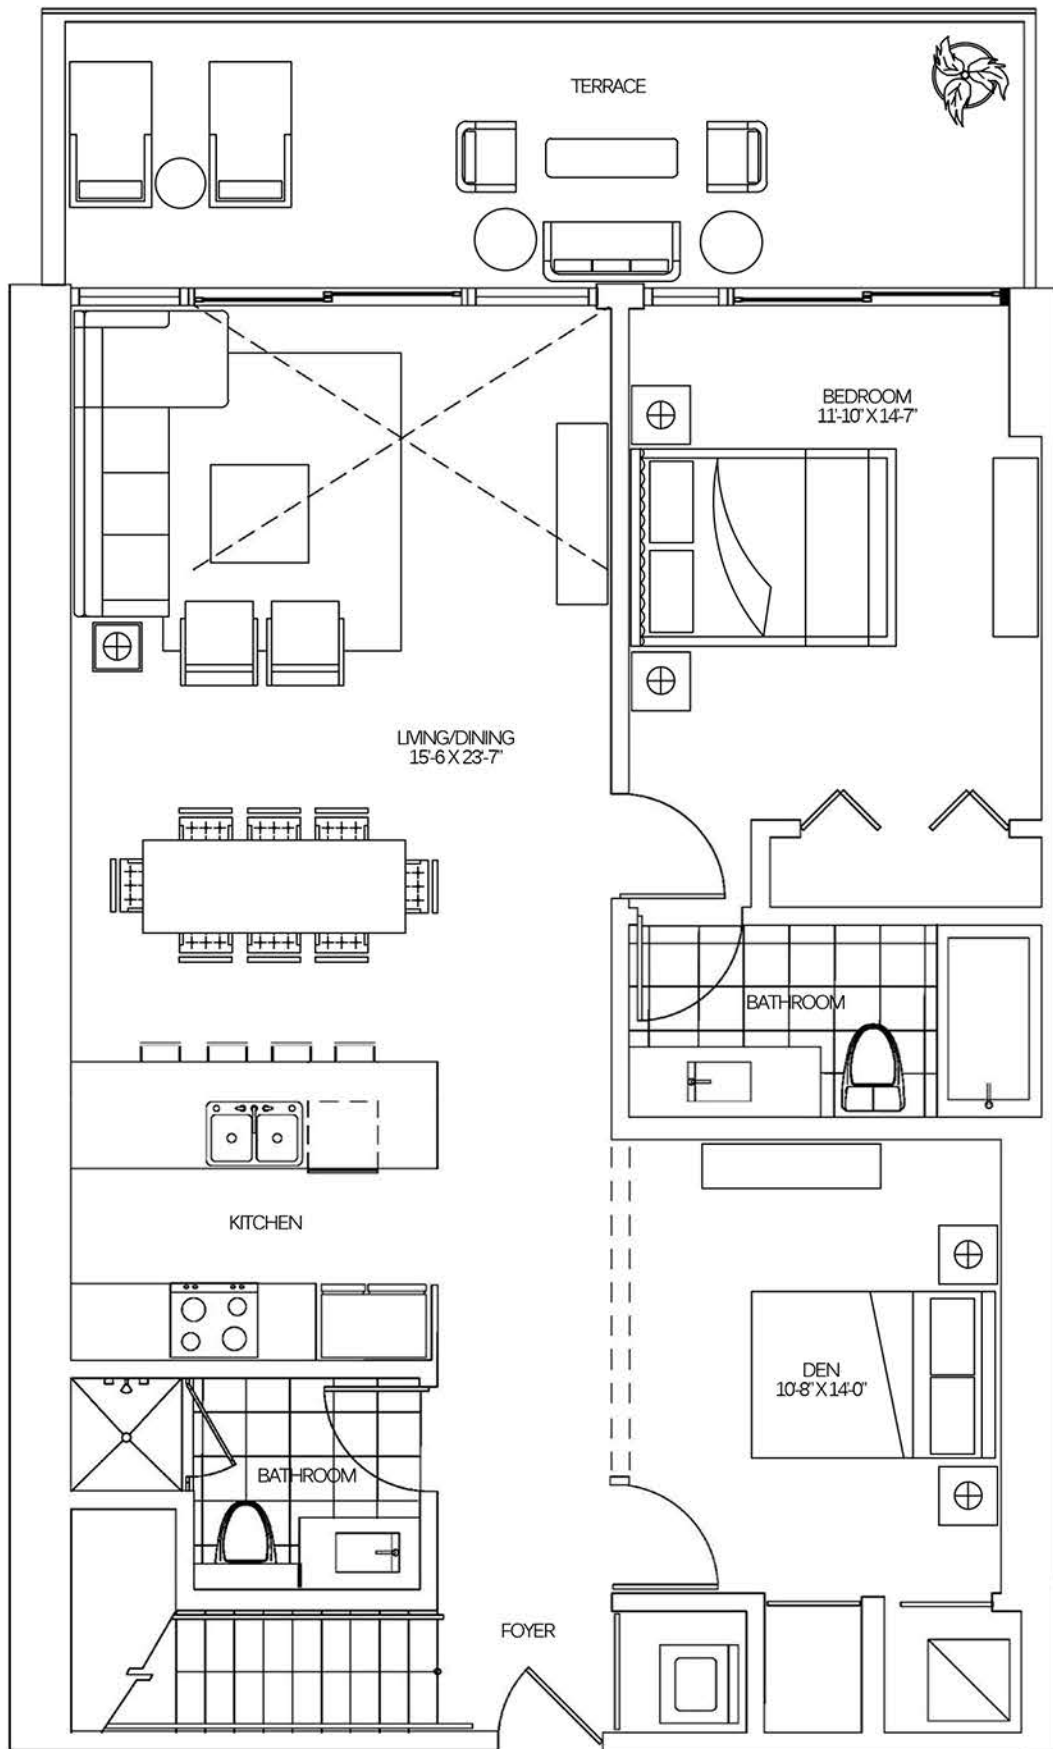 TERRACE
BEDROOM
11'-10" X 14'-7"
LIVING/DINING
15'-6 X 23'-7"
BATHROOM
KITCHEN
DEN
10'-8" X 14'-0"
BATHROOM
FOYER